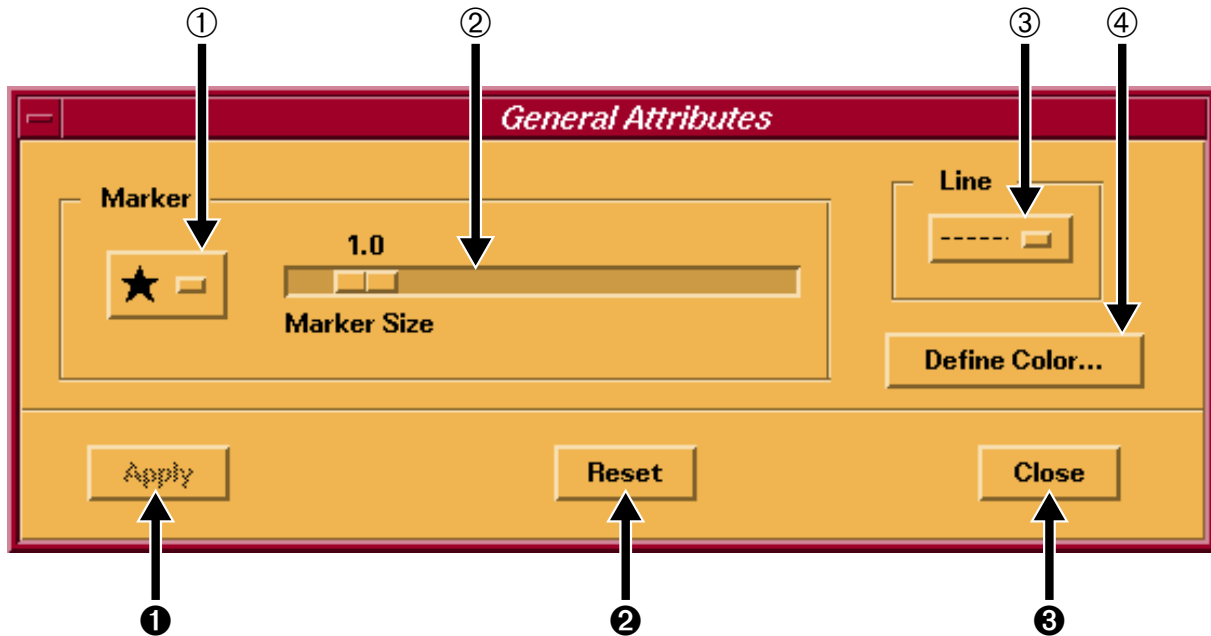 ① ② ③ ④
General Attributes
Marker
Line
1.0
Marker Size
Define Color...
Apply
Reset
Close
❶ ❷ ❸